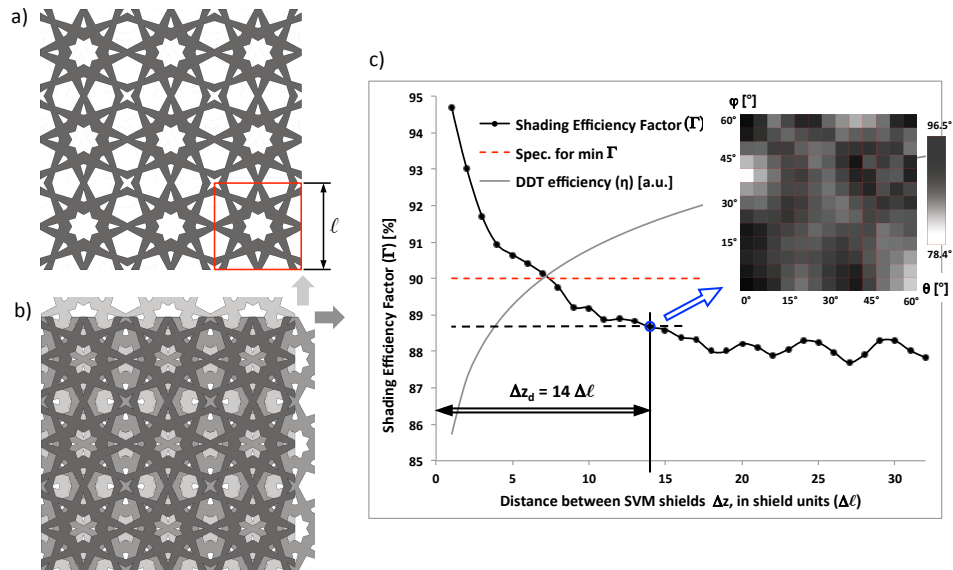 a)
ℓ
b)
c)
Shading Efficiency Factor (Γ) [%]
95
94
93
92
91
90
89
88
87
86
85
0
5
10
15
20
25
30
Distance between SVM shields Δz, in shield units (Δℓ)
Shading Efficiency Factor (Γ)
Spec. for min Γ
DDT efficiency (η) [a.u.]
Δz_d = 14 Δℓ
φ [°]
60°
45°
30°
15°
0°
15°
30°
45°
60°
θ [°]
96.5°
78.4°